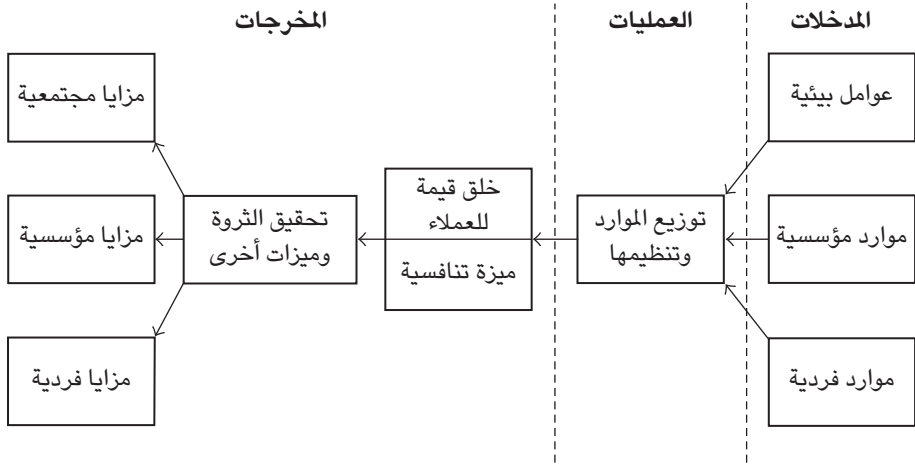 المدخلات
العمليات
المخرجات
عوامل بيئية
موارد مؤسسية
موارد فردية
توزيع الموارد
وتنظيمها
خلق قيمة
للعملاء
ميزة تنافسية
تحقيق الثروة
وميزات أخرى
مزايا مجتمعية
مزايا مؤسسية
مزايا فردية